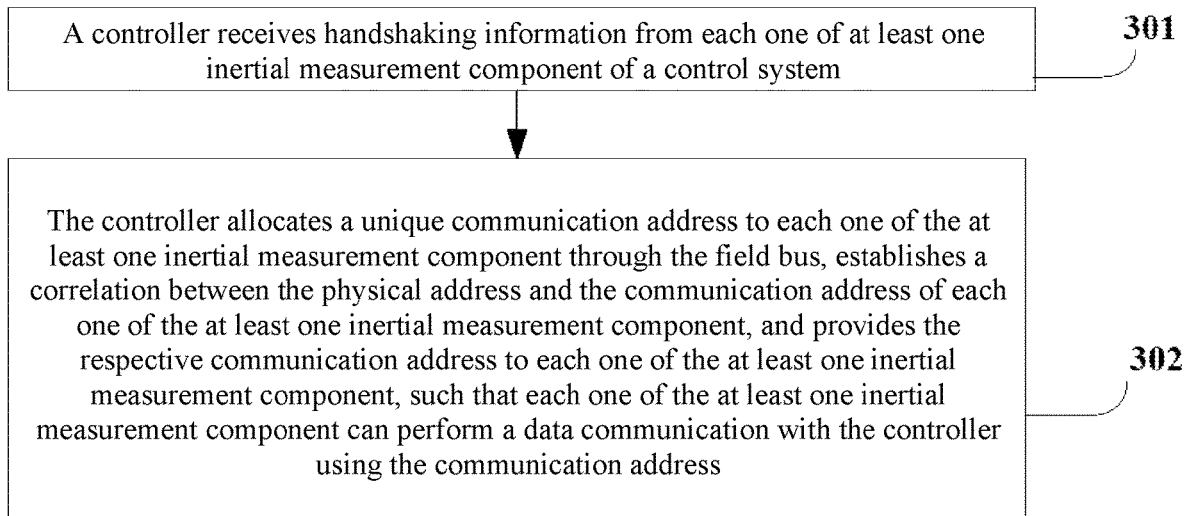 A controller receives handshaking information from each one of at least one
inertial measurement component of a control system
301
The controller allocates a unique communication address to each one of the at
least one inertial measurement component through the field bus, establishes a
correlation between the physical address and the communication address of each
one of the at least one inertial measurement component, and provides the
respective communication address to each one of the at least one inertial
measurement component, such that each one of the at least one inertial
measurement component can perform a data communication with the controller
using the communication address
302